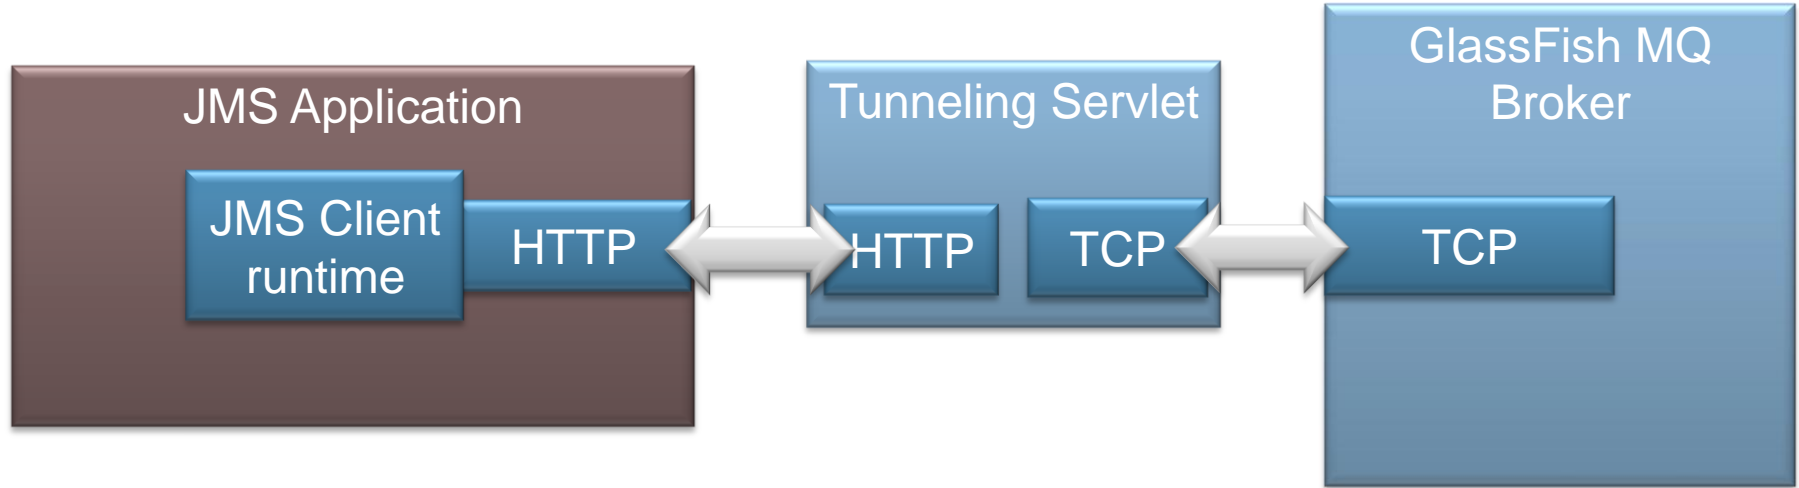 JMS Application
JMS Client
runtime
HTTP
Tunneling Servlet
HTTP
TCP
GlassFish MQ
Broker
TCP